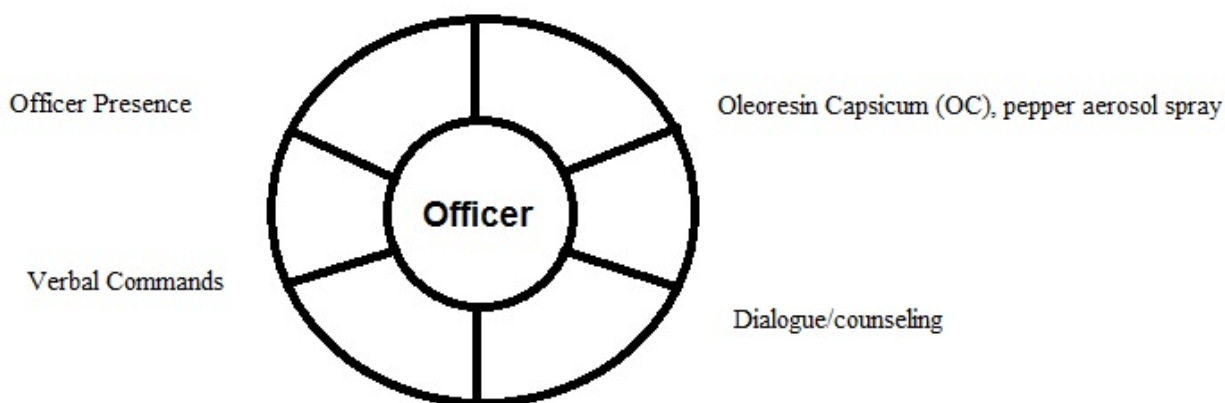 Officer Presence
Oleoresin Capsicum (OC), pepper aerosol spray
Officer
Verbal Commands
Dialogue/counseling